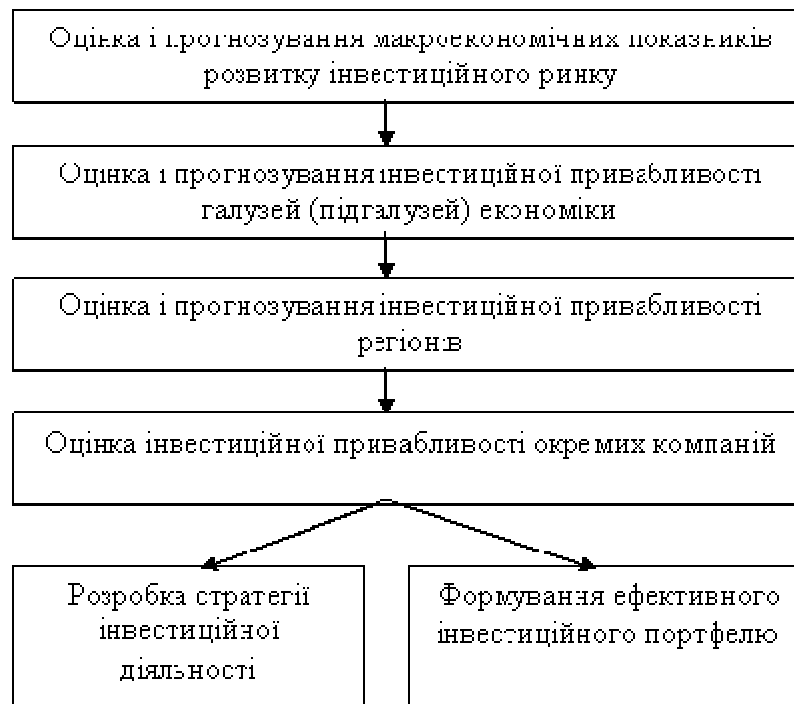 Оцінка і прогнозування макроекономічних показників
розвитку інвестиційного ринку
Оцінка і прогнозування інвестиційної привабливості
галузей (підгалузей) економіки
Оцінка і прогнозування інвестиційної привабливості
регіонів
Оцінка інвестиційної привабливості окремих компаній
Розробка стратегії
інвестиційної
діяльності
Формування ефективного
інвестиційного портфелю